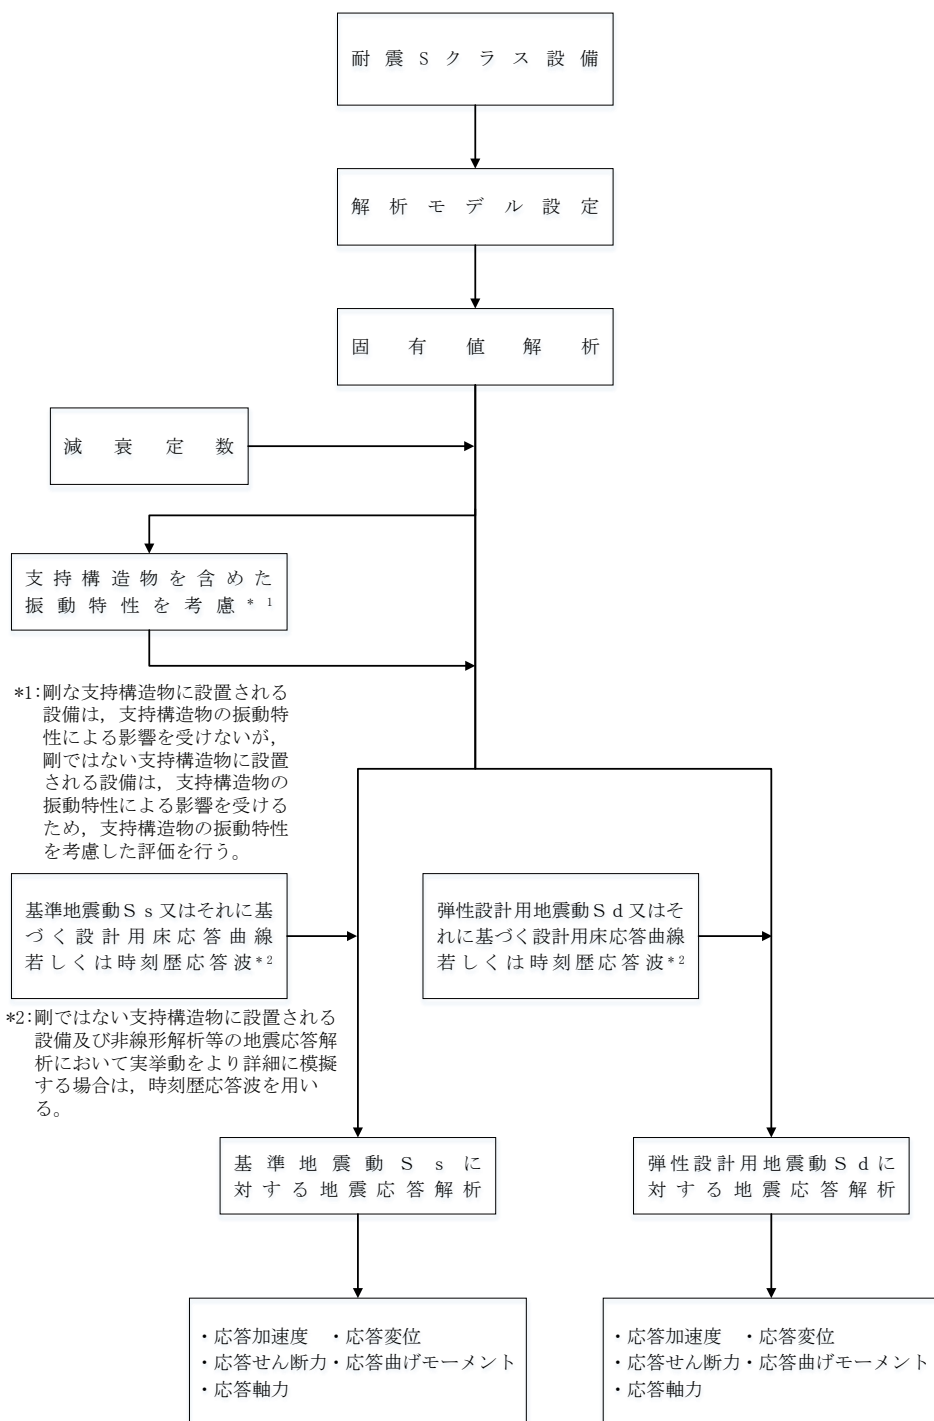 耐震Sクラス設備
解析モデル設定
固有値解析
減衰定数
支持構造物を含めた
振動特性を考慮*1
*1:剛な支持構造物に設置される
設備は，支持構造物の振動特
性による影響を受けないが，
剛ではない支持構造物に設置
される設備は，支持構造物の
振動特性による影響を受ける
ため，支持構造物の振動特性
を考慮した評価を行う。
基準地震動Ｓｓ又はそれに基
づく設計用床応答曲線
若しくは時刻歴応答波*2
弾性設計用地震動Ｓｄ又はそ
れに基づく設計用床応答曲線
若しくは時刻歴応答波*2
*2:剛ではない支持構造物に設置される
設備及び非線形解析等の地震応答解
析において実挙動をより詳細に模擬
する場合は，時刻歴応答波を用い
る。
基準地震動Ｓｓに
対する地震応答解析
弾性設計用地震動Ｓｄに
対する地震応答解析
・応答加速度　・応答変位
・応答せん断力・応答曲げモーメント
・応答軸力
・応答加速度　・応答変位
・応答せん断力・応答曲げモーメント
・応答軸力